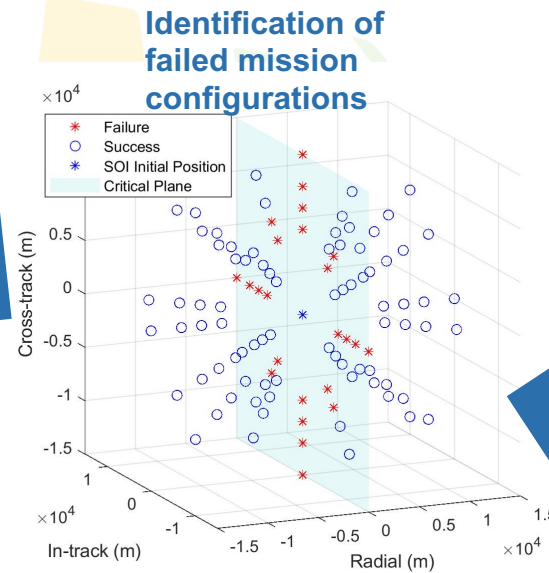 Identification of
failed mission
configurations
×10⁴
Failure
Success
SOI Initial Position
Critical Plane
0.5
0
-0.5
-1
-1.5
Cross-track (m)
1
0
-1
×10⁴
In-track (m)
-1.5
-1
-0.5
0
0.5
1
1.5
×10⁴
Radial (m)